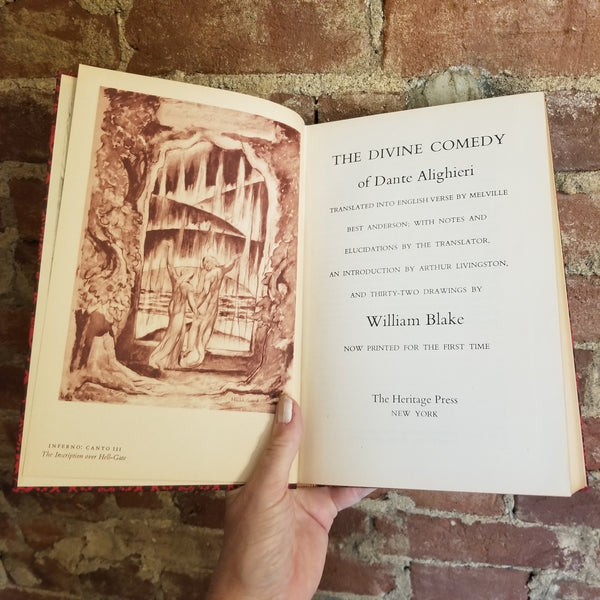 INFERNO: CANTO III
The Inscription over Hell-Gate
THE DIVINE COMEDY
of Dante Alighieri
TRANSLATED INTO ENGLISH VERSE BY MELVILLE
BEST ANDERSON; WITH NOTES AND
ELUCIDATIONS BY THE TRANSLATOR,
AN INTRODUCTION BY ARTHUR LIVINGSTON,
AND THIRTY-TWO DRAWINGS BY
William Blake
NOW PRINTED FOR THE FIRST TIME
The Heritage Press
NEW YORK